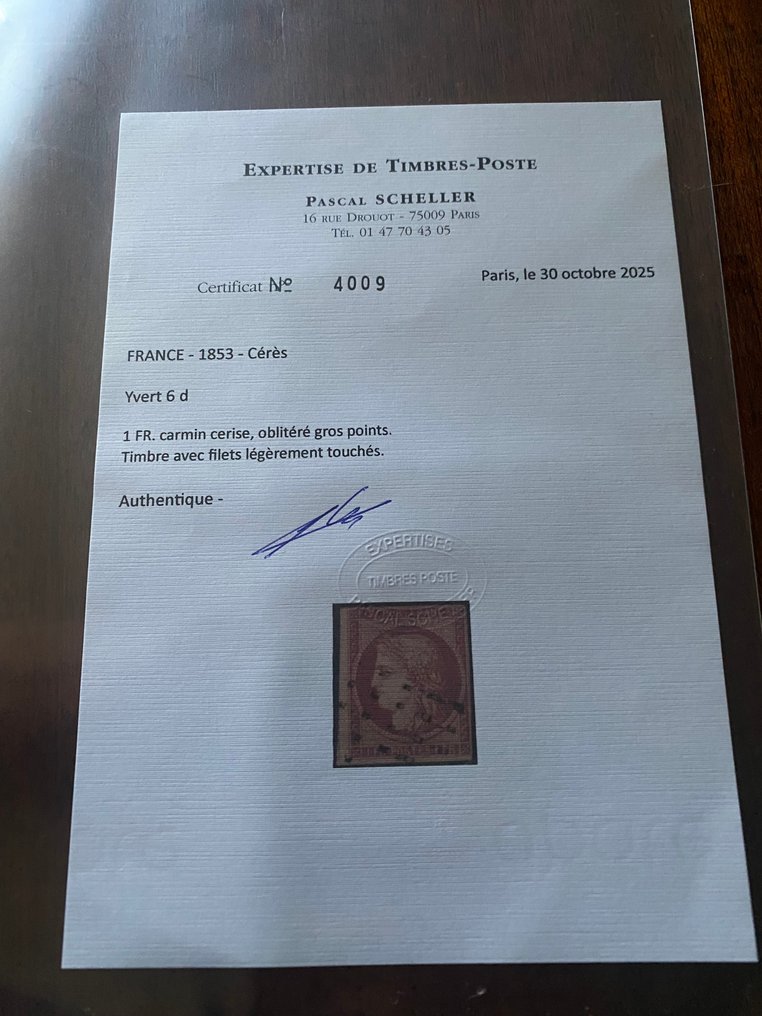 EXPERTISE DE TIMBRES-POSTE
PASCAL SCHELLER
16 RUE DROUOT - 75009 PARIS
TÉL. 01 47 70 43 05
Certificat № 4009
Paris, le 30 octobre 2025
FRANCE - 1853 - Cérès
Yvert 6 d
1 FR. carmin cerise, oblitéré gros points.
Timbre avec filets légèrement touchés.
Authentique -
EXPERTISES
TIMBRES POSTE